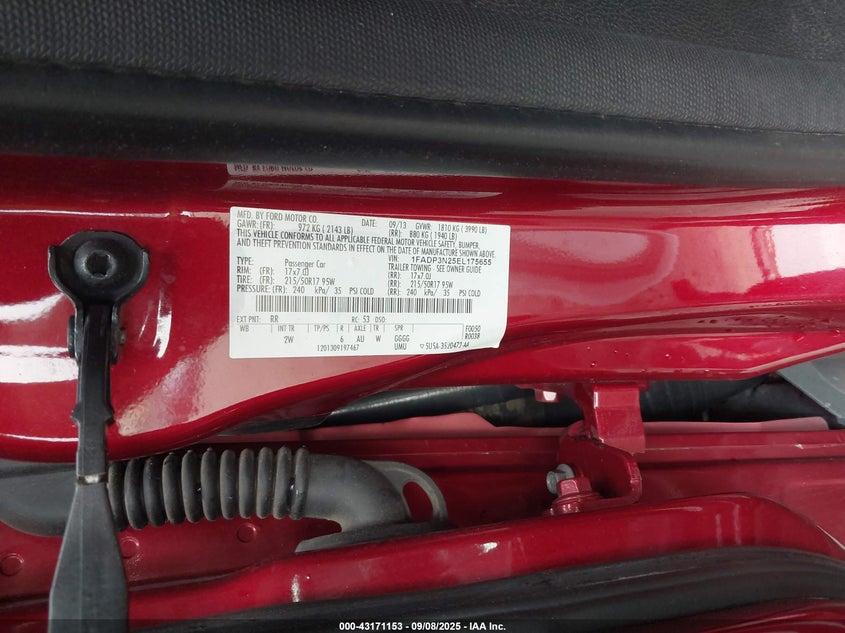 MFD. BY FORD MOTOR CO.
DATE: 09/13 GVWR: 1810 KG ( 3990 LB)
GAWR: (FR): 972 KG ( 2143 LB) (RR): 880 KG ( 1940 LB)
THIS VEHICLE CONFORMS TO ALL APPLICABLE FEDERAL MOTOR VEHICLE SAFETY, BUMPER,
AND THEFT PREVENTION STANDARDS IN EFFECT ON THE DATE OF MANUFACTURE SHOWN ABOVE.
VIN: 1FADP3N25EL175655
TYPE: Passenger Car TRAILER TOWING - SEE OWNER GUIDE
RIM: (FR): 17x7.0J (RR): 17x7.0J
TIRE: (FR): 215/50R17 95W (RR): 215/50R17 95W
PRESSURE: (FR): 240 kPa/ 35 PSI COLD (RR): 240 kPa/ 35 PSI COLD
EXT PNT: RR RC: 53 DSO:
WB INT TR TP/PS R AXLE TR SPR F0050
2W 6 AU W GGGG R0038
1201309197467 UMU
000-43171153 - 09/08/2025 - IAA Inc.